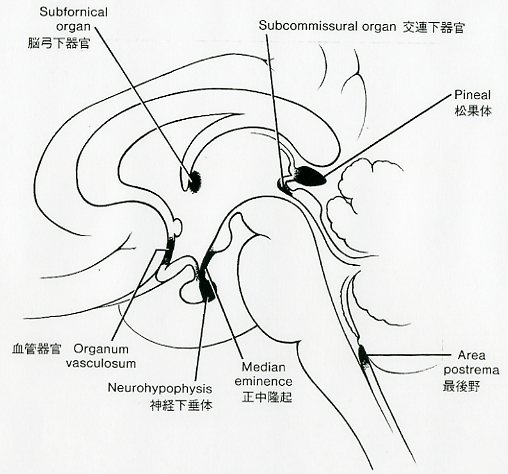 Subfornical
organ
脳弓下器官
Subcommissural organ 交連下器官
Pineal
松果体
血管器官 Organum
vasculosum
Neurohypophysis
神経下垂体
Median
eminence
正中隆起
Area
postrema
最後野